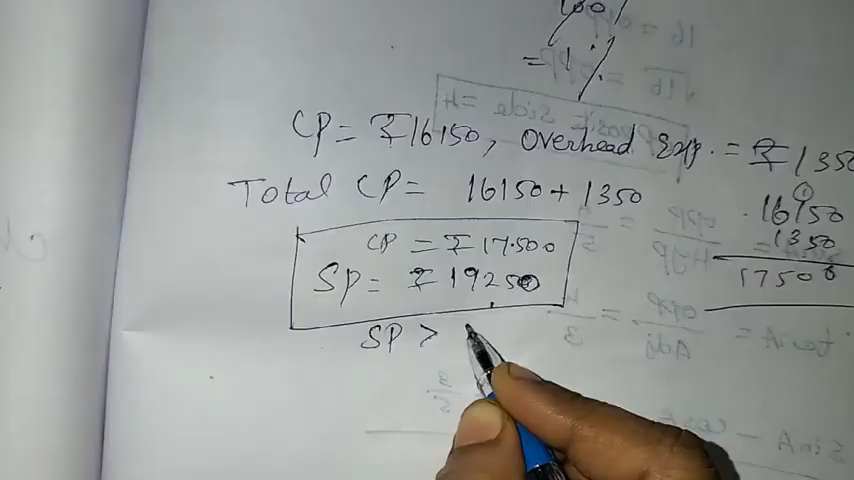 = 1 %
CP = ₹16150, Overhead Exp. = ₹1350
Total CP = 16150 + 1350
16150
1350
17500
CP = ₹17500
SP = ₹19250
SP >